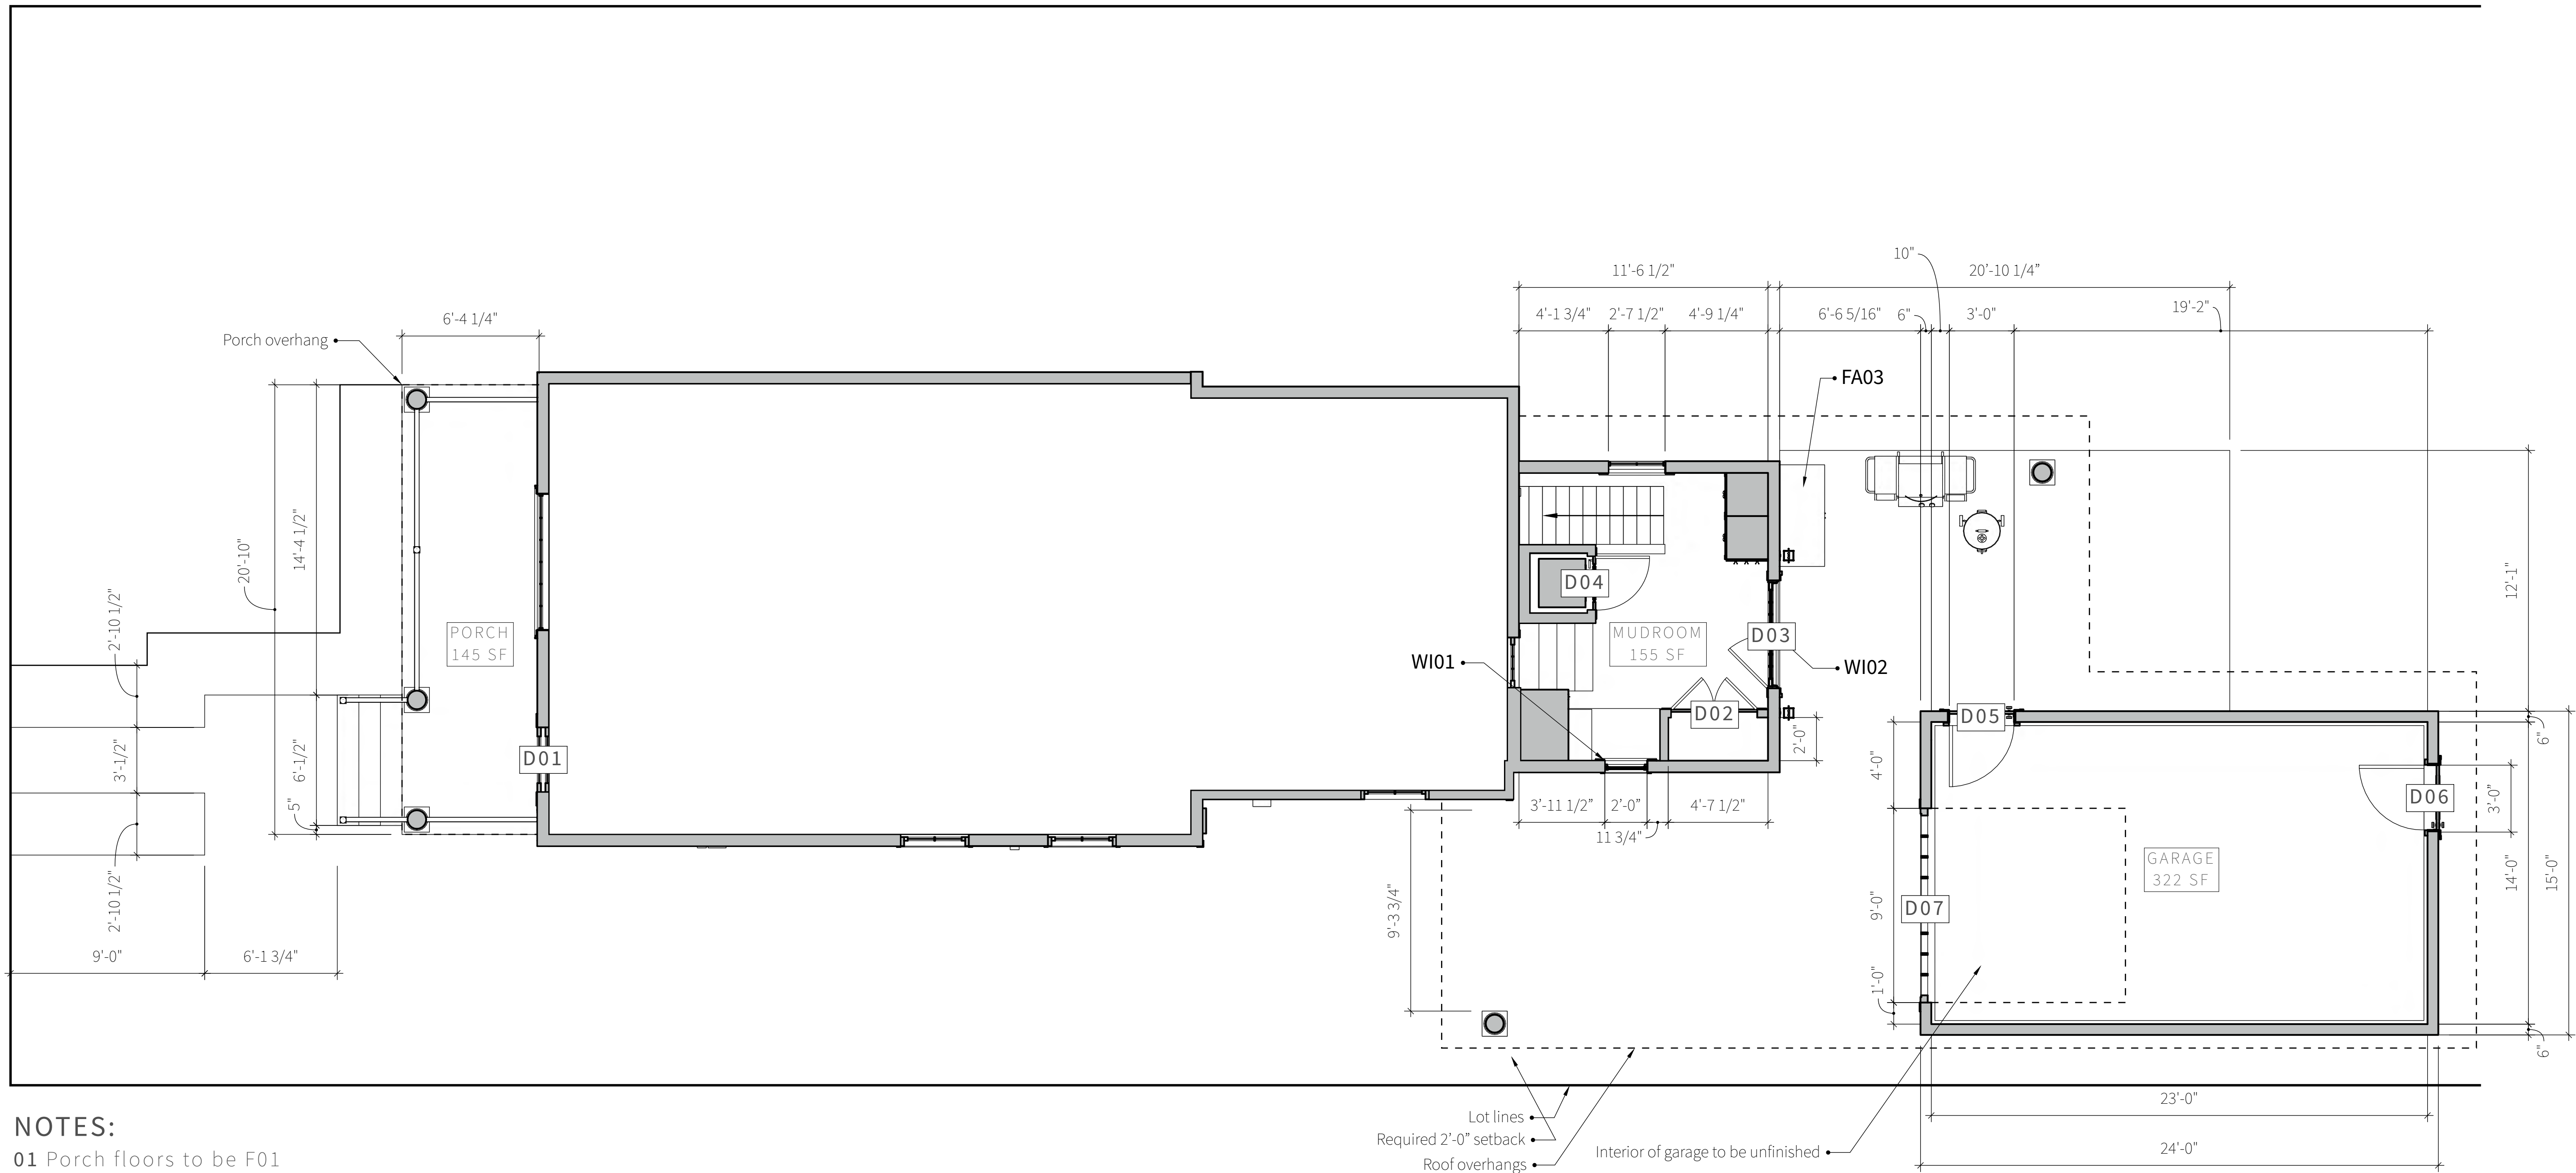 10"
11'-6 1/2"
20'-10 1/4"
4'-1 3/4"
2'-7 1/2"
4'-9 1/4"
6'-6 5/16"
6"
3'-0"
19'-2"
6'-4 1/4"
Porch overhang
FA03
20'-10"
14'-4 1/2"
12'-1"
2'-10 1/2"
D04
PORCH
145 SF
MUDROOM
155 SF
D03
WI01
WI02
D02
D05
2'-0"
6"
3'-1/2"
6'-1/2"
D01
4'-0"
D06
3'-0"
5"
3'-11 1/2"
2'-0"
4'-7 1/2"
11 3/4"
GARAGE
322 SF
14'-0"
15'-0"
2'-10 1/2"
9'-3 3/4"
9'-0"
D07
9'-0"
6'-1 3/4"
1'-0"
6"
Lot lines
Required 2'-0” setback
Roof overhangs
Interior of garage to be unfinished
23'-0"
24'-0"
NOTES:
01 Porch floors to be F01